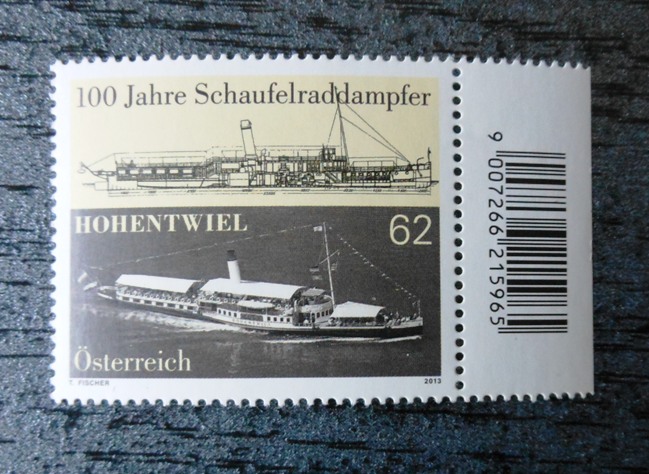 100 Jahre Schaufelraddampfer
HOHENTWIEL
62
Österreich
T. FISCHER
2013
9 007266 215965